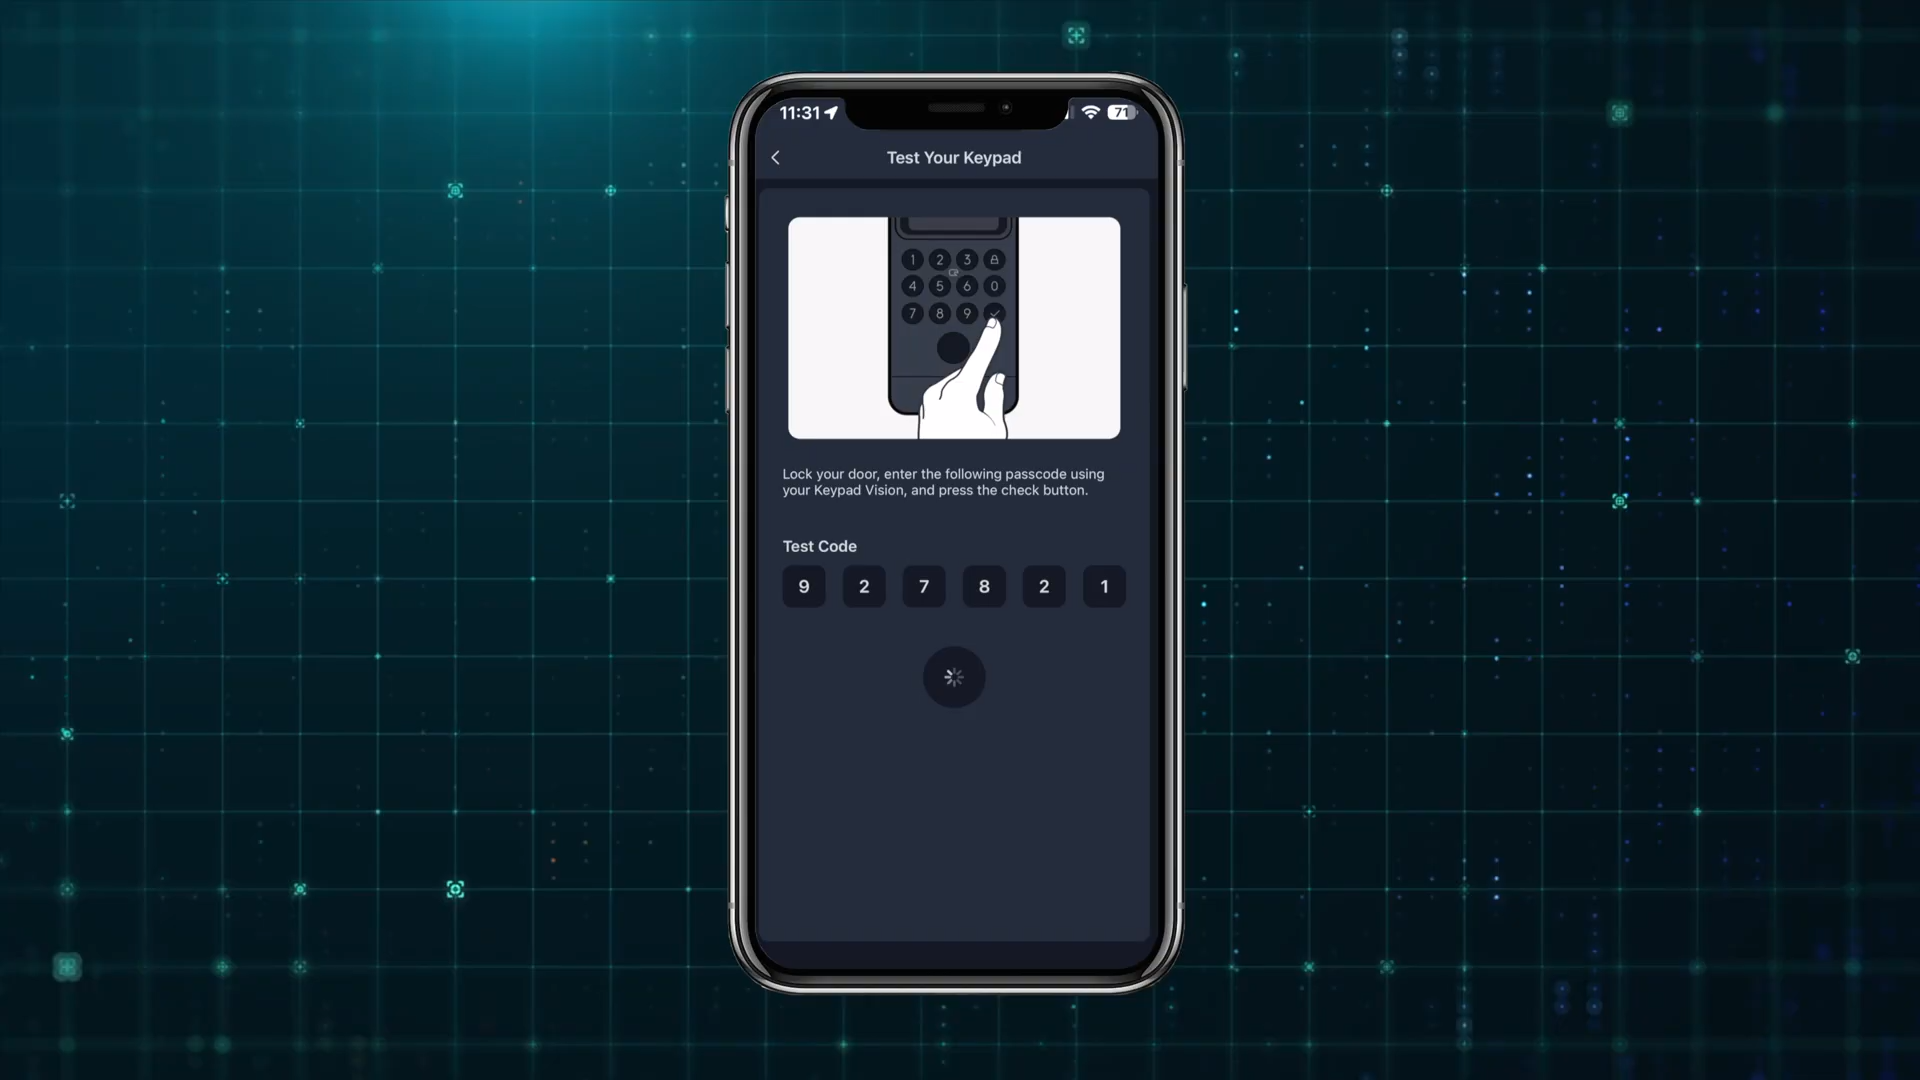 11:31
71
Test Your Keypad
1 2 3
4 5 6 0
7 8 9
Lock your door, enter the following passcode using
your Keypad Vision, and press the check button.
Test Code
9 2 7 8 2 1